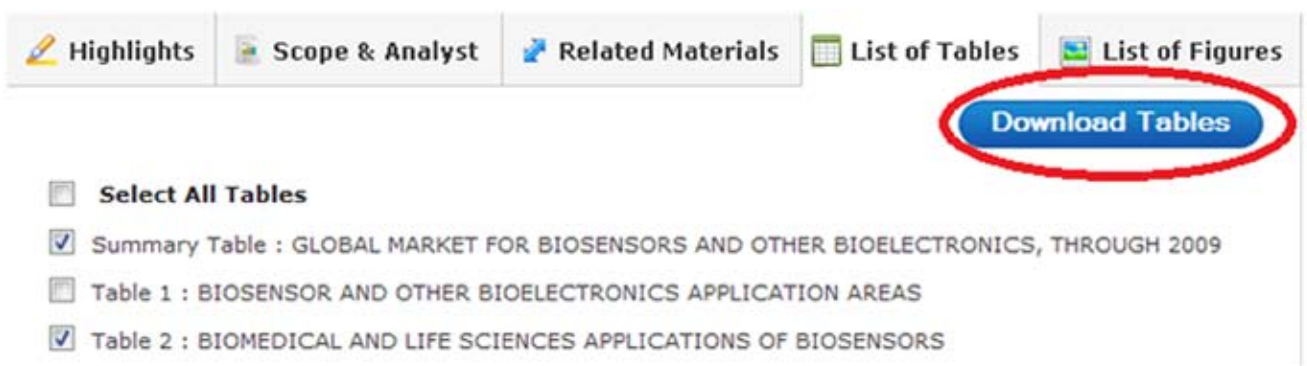 Highlights Scope & Analyst Related Materials List of Tables List of Figures
Download Tables
Select All Tables
Summary Table : GLOBAL MARKET FOR BIOSENSORS AND OTHER BIOELECTRONICS, THROUGH 2009
Table 1 : BIOSENSOR AND OTHER BIOELECTRONICS APPLICATION AREAS
Table 2 : BIOMEDICAL AND LIFE SCIENCES APPLICATIONS OF BIOSENSORS